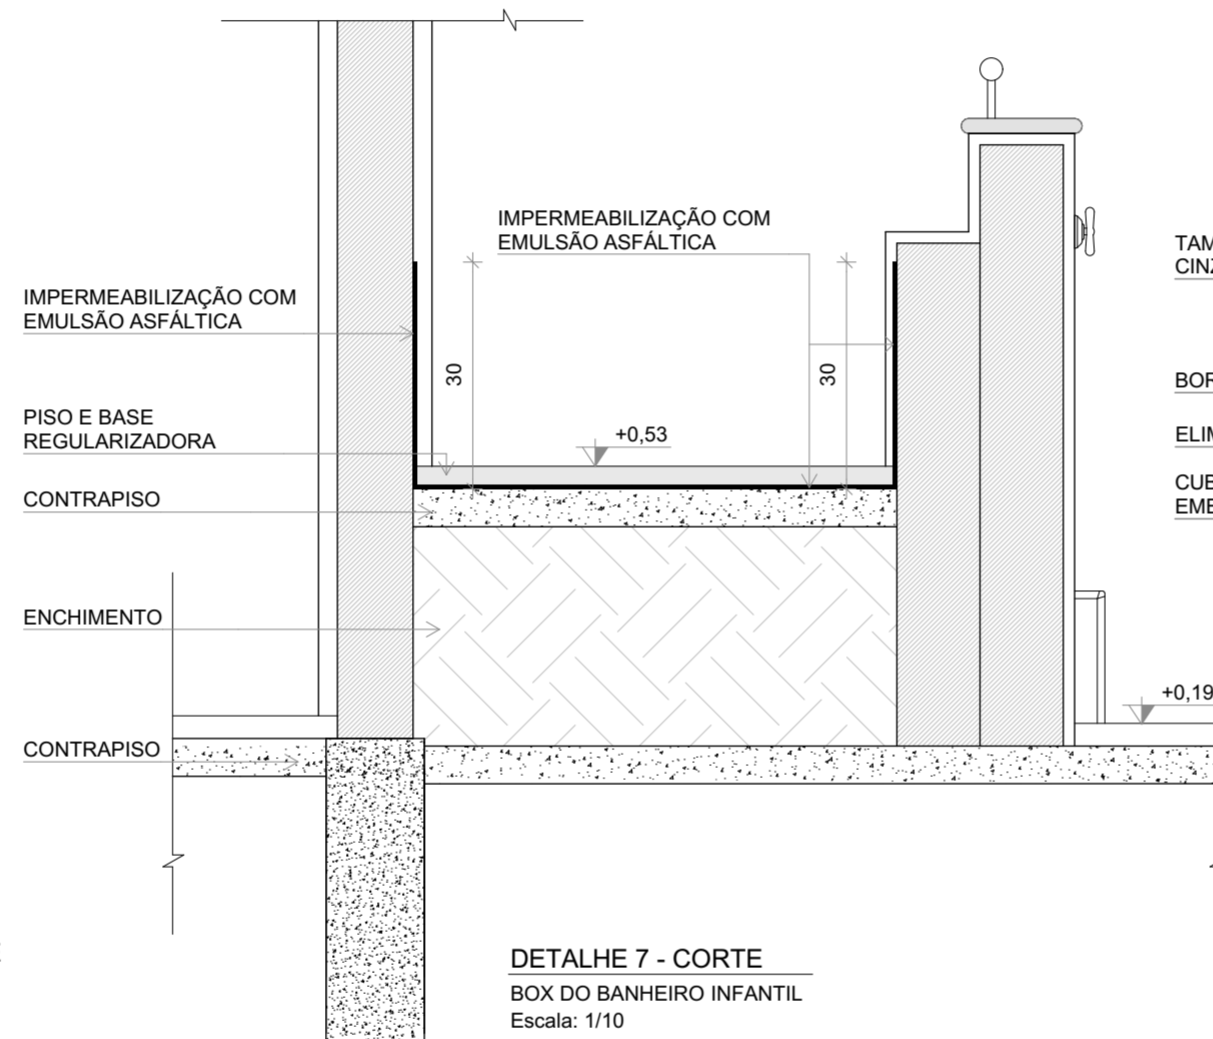 IMPERMEABILIZAÇÃO COM
EMULSÃO ASFÁLTICA
IMPERMEABILIZAÇÃO COM
EMULSÃO ASFÁLTICA
30
30
PISO E BASE
REGULARIZADORA
+0,53
CONTRAPISO
ENCHIMENTO
+0,19
CONTRAPISO
DETALHE 7 - CORTE
BOX DO BANHEIRO INFANTIL
Escala: 1/10